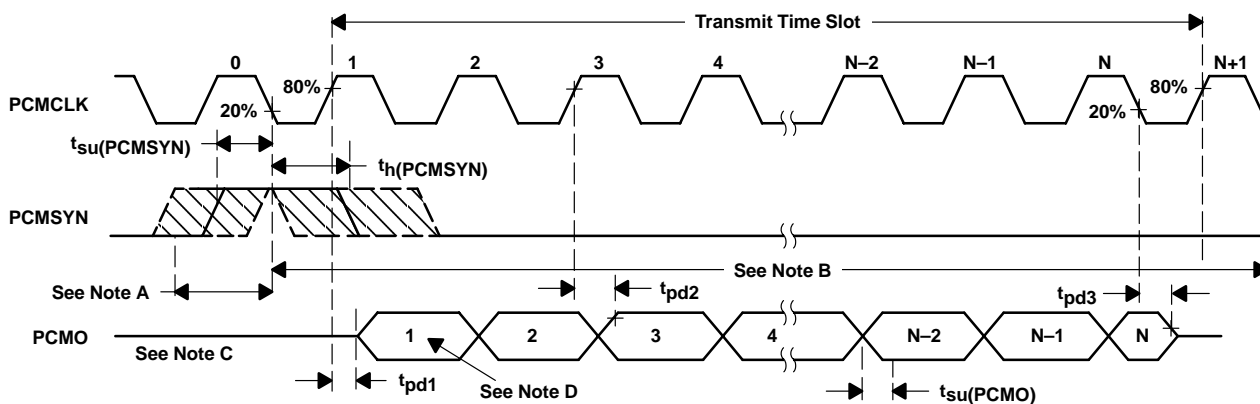 Transmit Time Slot
0 1 2 3 4 N–2 N–1 N N+1
PCMCLK
80%
20%
80%
20%
tsu(PCMSYN)
th(PCMSYN)
PCMSYN
See Note A
See Note B
tpd2
tpd3
PCMO
1 2 3 4 N–2 N–1 N
See Note C
tpd1
See Note D
tsu(PCMO)